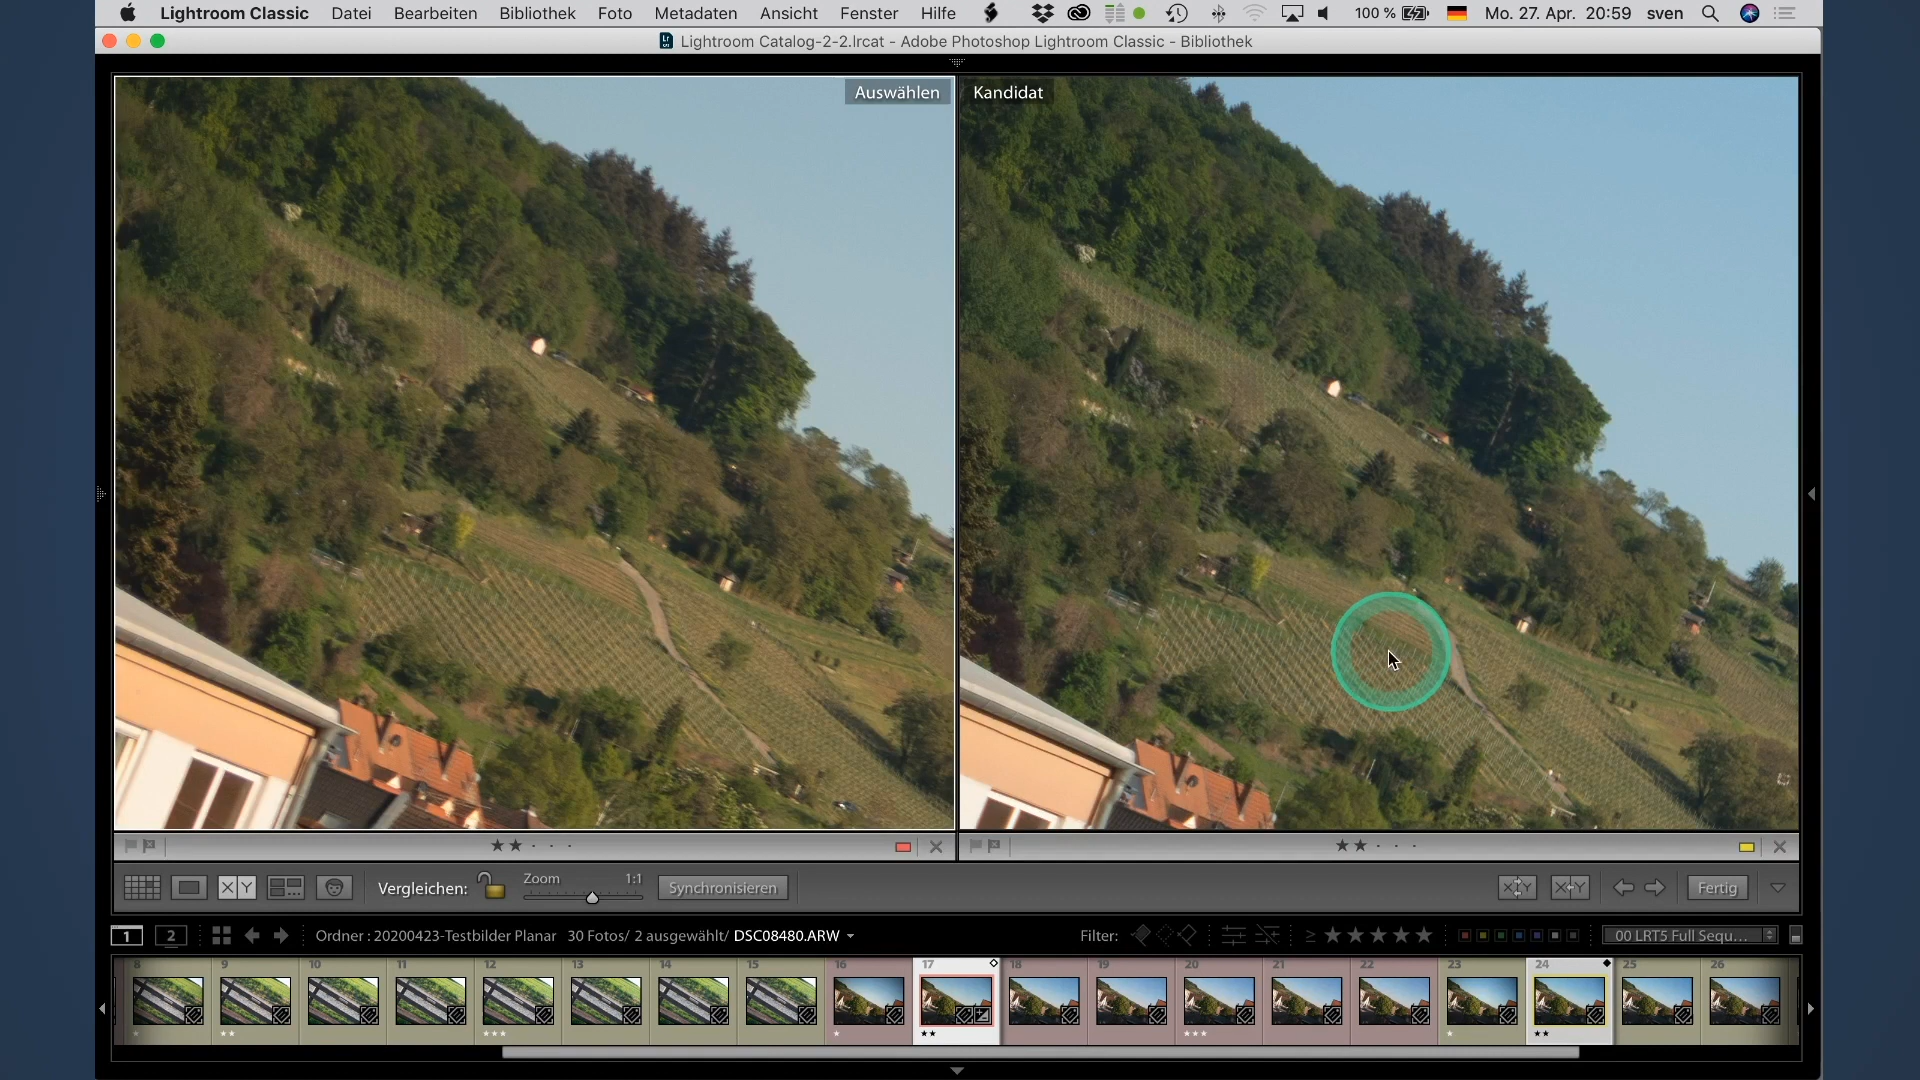 Lightroom Classic Datei Bearbeiten Bibliothek Foto Metadaten Ansicht Fenster Hilfe 100 % Mo. 27. Apr. 20:59 sven
Lightroom Catalog-2-2.lrcat - Adobe Photoshop Lightroom Classic - Bibliothek
Auswählen Kandidat
Vergleichen: Zoom 1:1 Synchronisieren Fertig
1 2 Ordner : 20200423-Testbilder Planar 30 Fotos/ 2 ausgewählt/ DSC08480.ARW Filter: 00 LRT5 Full Sequ...
8 9 10 11 12 13 14 15 16 17 18 19 20 21 22 23 24 25 26